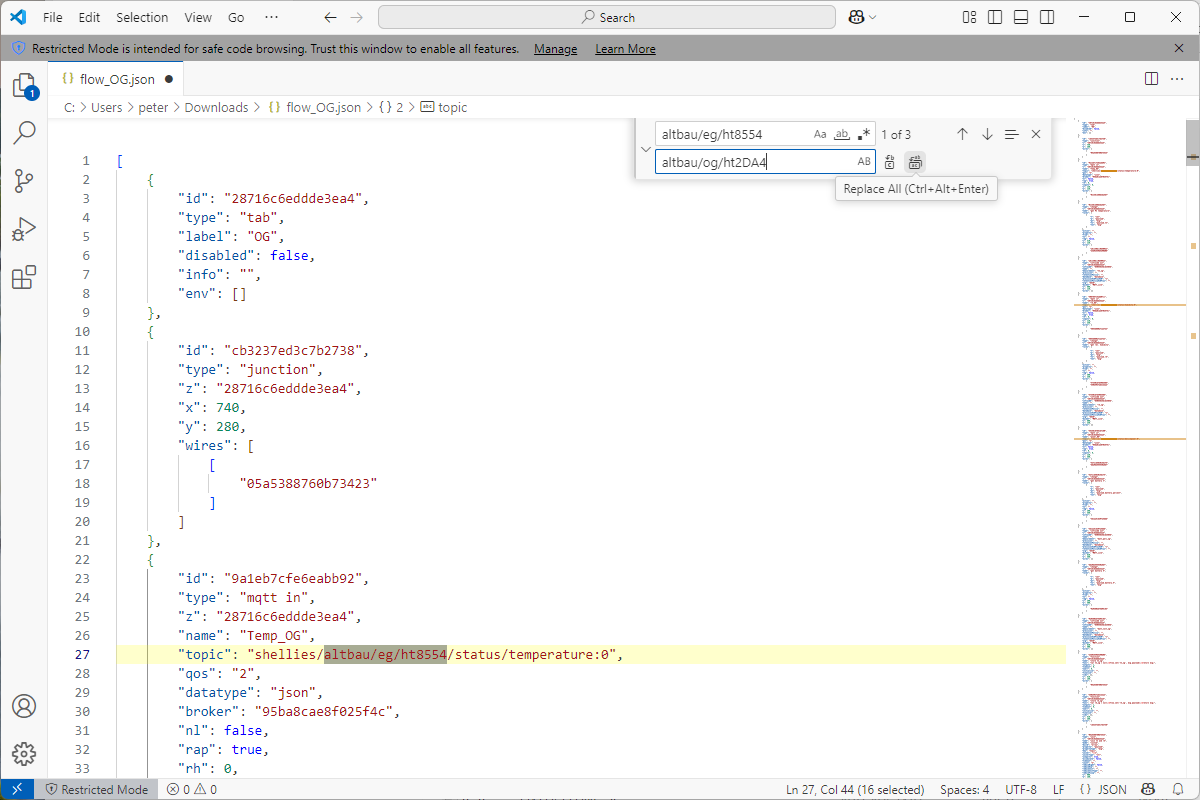 File Edit Selection View Go ··· Search
Restricted Mode is intended for safe code browsing. Trust this window to enable all features. Manage Learn More
1
{} flow_OG.json
C: > Users > peter > Downloads > {} flow_OG.json > {} 2 > abc topic
altbau/eg/ht8554 Aa ab .* 1 of 3
altbau/og/ht2DA4 AB
Replace All (Ctrl+Alt+Enter)
1 [
2 {
3 "id": "28716c6eddde3ea4",
4 "type": "tab",
5 "label": "OG",
6 "disabled": false,
7 "info": "",
8 "env": []
9 },
10 {
11 "id": "cb3237ed3c7b2738",
12 "type": "junction",
13 "z": "28716c6eddde3ea4",
14 "x": 740,
15 "y": 280,
16 "wires": [
17 [
18 "05a5388760b73423"
19 ]
20 ]
21 },
22 {
23 "id": "9a1eb7cfe6eabb92",
24 "type": "mqtt in",
25 "z": "28716c6eddde3ea4",
26 "name": "Temp_OG",
27 "topic": "shellies/altbau/eg/ht8554/status/temperature:0",
28 "qos": "2",
29 "datatype": "json",
30 "broker": "95ba8cae8f025f4c",
31 "nl": false,
32 "rap": true,
33 "rh": 0,
Restricted Mode 0 0 Ln 27, Col 44 (16 selected) Spaces: 4 UTF-8 LF {} JSON